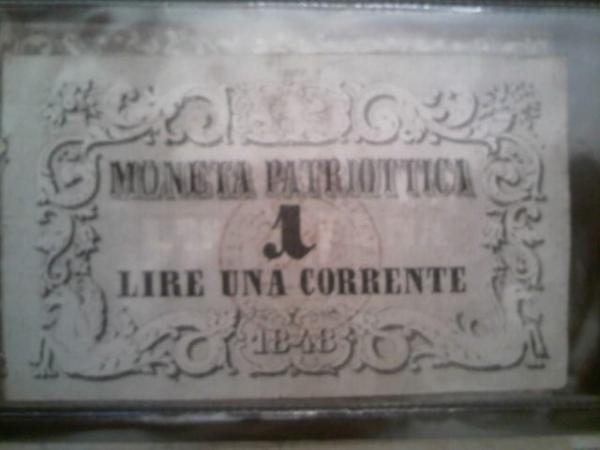 MONETA PATRIOTTICA
1
LIRE UNA CORRENTE
1848